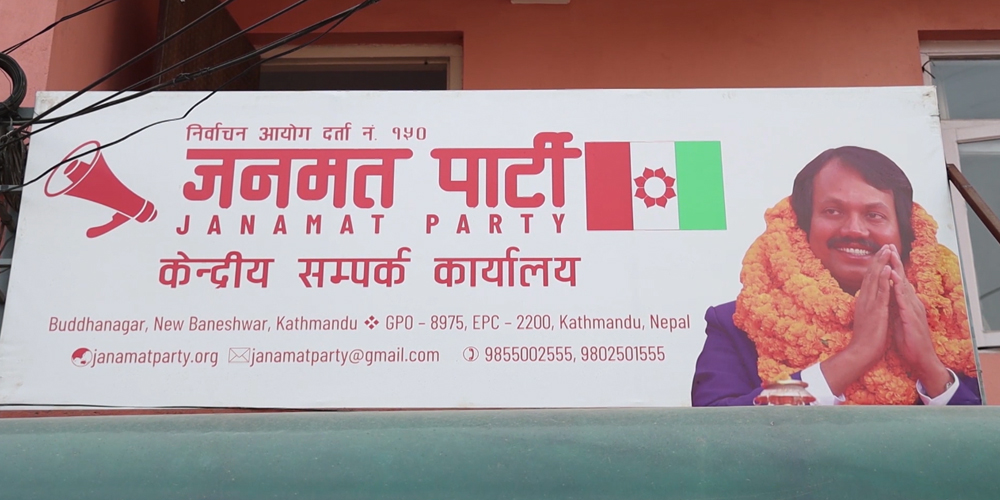 निर्वाचन आयोग दर्ता नं. १५०
जनमत पार्टी
JANAMAT PARTY
केन्द्रीय सम्पर्क कार्यालय
Buddhanagar, New Baneshwar, Kathmandu ❖ GPO – 8975, EPC – 2200, Kathmandu, Nepal
janamatparty.org janamatparty@gmail.com 9855002555, 9802501555